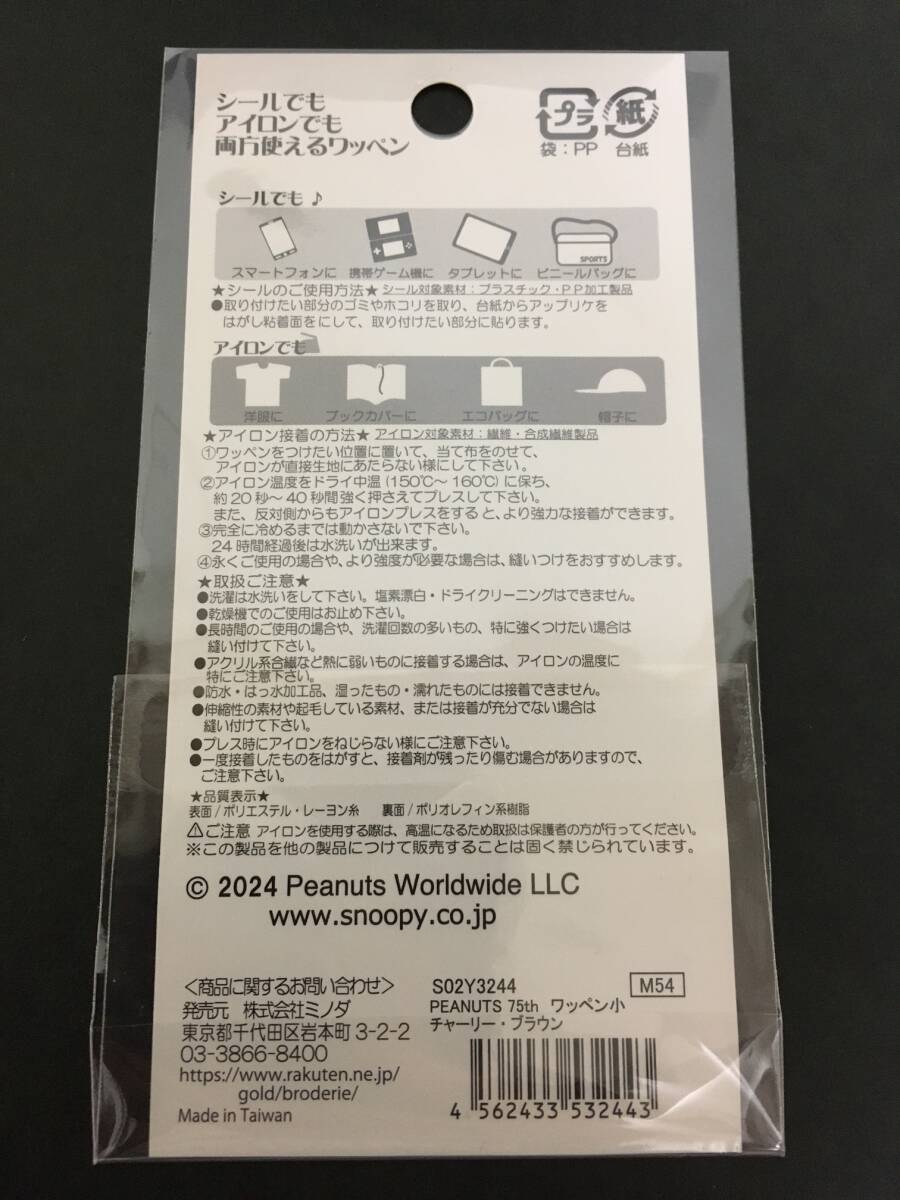 シールでも
アイロンでも
両方使えるワッペン
プラ
紙
袋：PP 台紙
シールでも♪
SPORTS
スマートフォンに 携帯ゲーム機に タブレットに ビニールバッグに
★シールのご使用方法★ シール対象素材：プラスチック・PP加工製品
●取り付けたい部分のゴミやホコリを取り、台紙からアップリケを
はがし粘着面をにして、取り付けたい部分に貼ります。
アイロンでも
洋服に ブックカバーに エコバッグに 帽子に
★アイロン接着の方法★ アイロン対象素材：繊維・合成繊維製品
①ワッペンをつけたい位置に置いて、当て布をのせて、
アイロンが直接生地にあたらない様にして下さい。
②アイロン温度をドライ中温(150℃～160℃)に保ち、
約20秒～40秒間強く押さえてプレスして下さい。
また、反対側からもアイロンプレスをすると、より強力な接着ができます。
③完全に冷めるまでは動かさないで下さい。
24時間経過後は水洗いが出来ます。
④永くご使用の場合や、より強度が必要な場合は、縫いつけをおすすめします。
★取扱ご注意★
●洗濯は水洗いをして下さい。塩素漂白・ドライクリーニングはできません。
●乾燥機でのご使用はお止め下さい。
●長時間のご使用の場合や、洗濯回数の多いもの、特に強くつけたい場合は
縫い付けて下さい。
●アクリル系合繊など熱に弱いものに接着する場合は、アイロンの温度に
特にご注意下さい。
●防水・はっ水加工品、湿ったもの・濡れたものには接着できません。
●伸縮性の素材や起毛している素材、または接着が充分でない場合は
縫い付けて下さい。
●プレス時にアイロンをねじらない様にご注意下さい。
●一度接着したものをはがすと、接着剤が残ったり傷む場合がありますので、
ご注意下さい。
★品質表示★
表面/ポリエステル・レーヨン糸 裏面/ポリオレフィン系樹脂
⚠ご注意 アイロンを使用する際は、高温になるため取扱は保護者の方が行ってください。
※この製品を他の製品につけて販売することは固く禁じられています。
© 2024 Peanuts Worldwide LLC
www.snoopy.co.jp
〈商品に関するお問い合わせ〉
発売元 株式会社ミノダ
東京都千代田区岩本町 3-2-2
03-3866-8400
https://www.rakuten.ne.jp/
gold/broderie/
Made in Taiwan
S02Y3244 M54
PEANUTS 75th ワッペン小
チャーリー・ブラウン
4 562433 532443